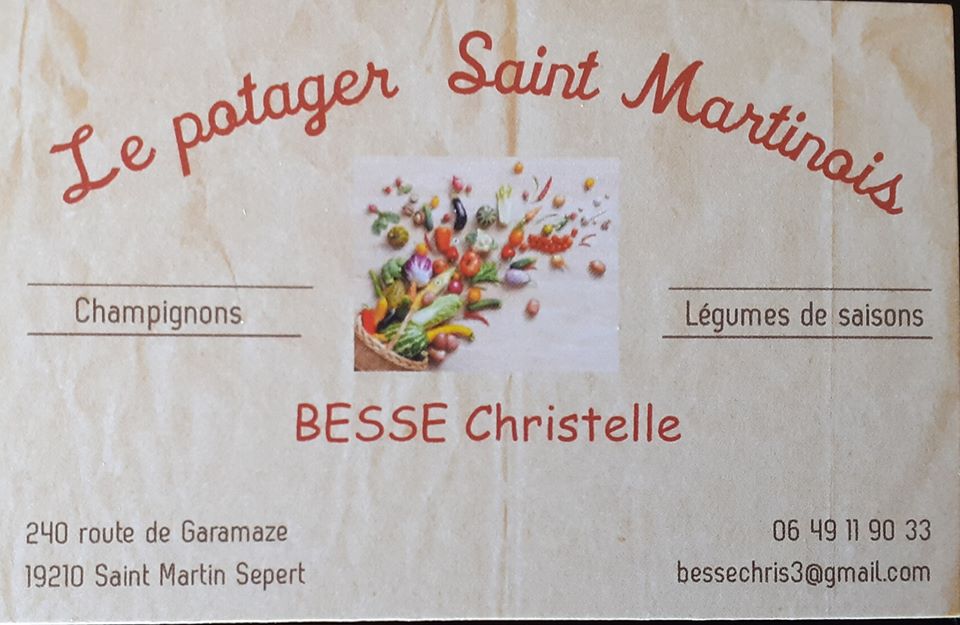 Le potager Saint Martinois
Champignons
Légumes de saisons
BESSE Christelle
240 route de Garamaze
19210 Saint Martin Sepert
06 49 11 90 33
bessechris3@gmail.com